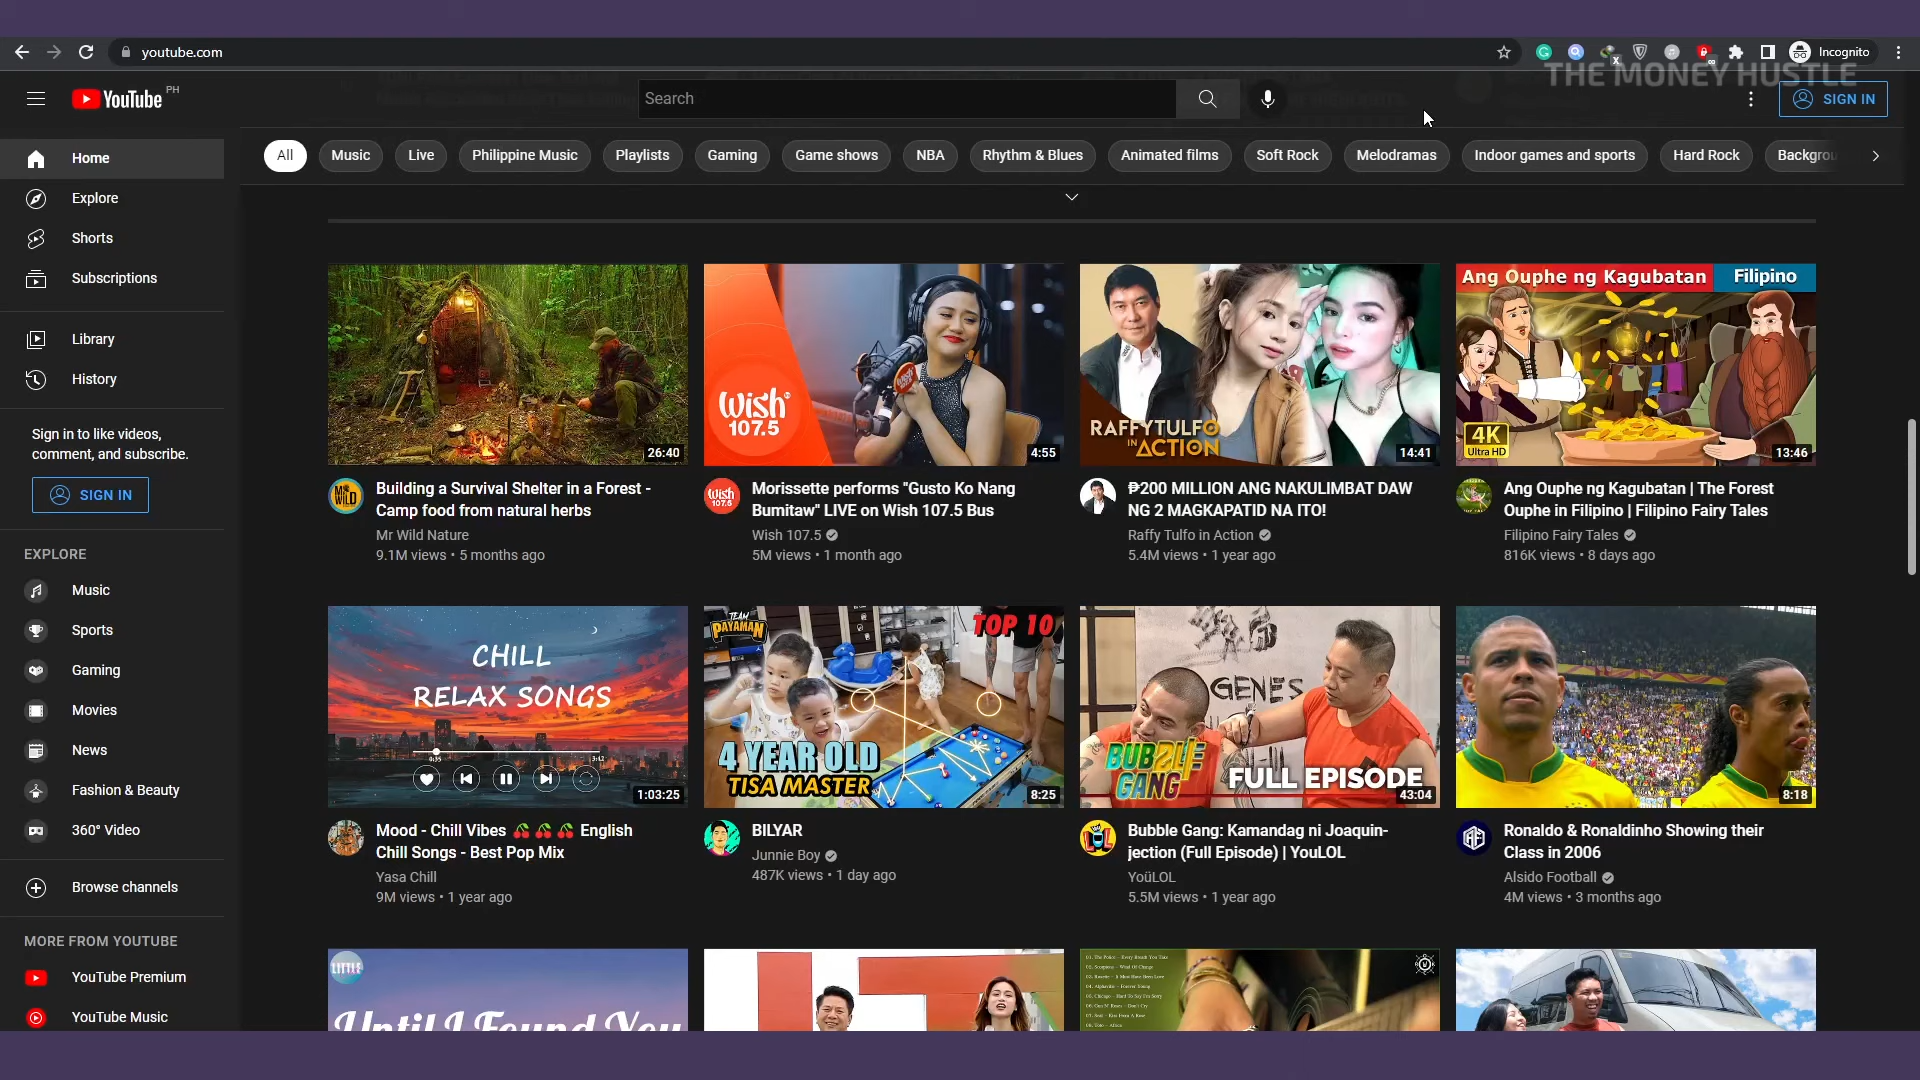 youtube.com
Incognito
THE MONEY HUSTLE
YouTube PH
Search
SIGN IN
All
Music
Live
Philippine Music
Playlists
Gaming
Game shows
NBA
Rhythm & Blues
Animated films
Soft Rock
Melodramas
Indoor games and sports
Hard Rock
Backgrou
Home
Explore
Shorts
Subscriptions
Library
History
Sign in to like videos,
comment, and subscribe.
SIGN IN
EXPLORE
Music
Sports
Gaming
Movies
News
Fashion & Beauty
360° Video
Browse channels
MORE FROM YOUTUBE
YouTube Premium
YouTube Music
26:40
Building a Survival Shelter in a Forest -
Camp food from natural herbs
Mr Wild Nature
9.1M views • 5 months ago
Wish
107.5
4:55
Morissette performs "Gusto Ko Nang
Bumitaw" LIVE on Wish 107.5 Bus
Wish 107.5
5M views • 1 month ago
RAFFYTULFO
IN ACTION
14:41
₱200 MILLION ANG NAKULIMBAT DAW
NG 2 MAGKAPATID NA ITO!
Raffy Tulfo in Action
5.4M views • 1 year ago
Ang Ouphe ng Kagubatan
Filipino
4K
Ultra HD
13:46
Ang Ouphe ng Kagubatan | The Forest
Ouphe in Filipino | Filipino Fairy Tales
Filipino Fairy Tales
816K views • 8 days ago
CHILL
RELAX SONGS
0:35
3:42
1:03:25
Mood - Chill Vibes 🍒 🍒 🍒 English
Chill Songs - Best Pop Mix
Yasa Chill
9M views • 1 year ago
TEAM
PAYAMAN
TOP 10
4 YEAR OLD
TISA MASTER
8:25
BILYAR
Junnie Boy
487K views • 1 day ago
GENES
BUBBLE
GANG
FULL EPISODE
43:04
Bubble Gang: Kamandag ni Joaquin-
jection (Full Episode) | YouLOL
YoüLOL
5.5M views • 1 year ago
8:18
Ronaldo & Ronaldinho Showing their
Class in 2006
Alsido Football
4M views • 3 months ago
LITTLE
Until I Found You